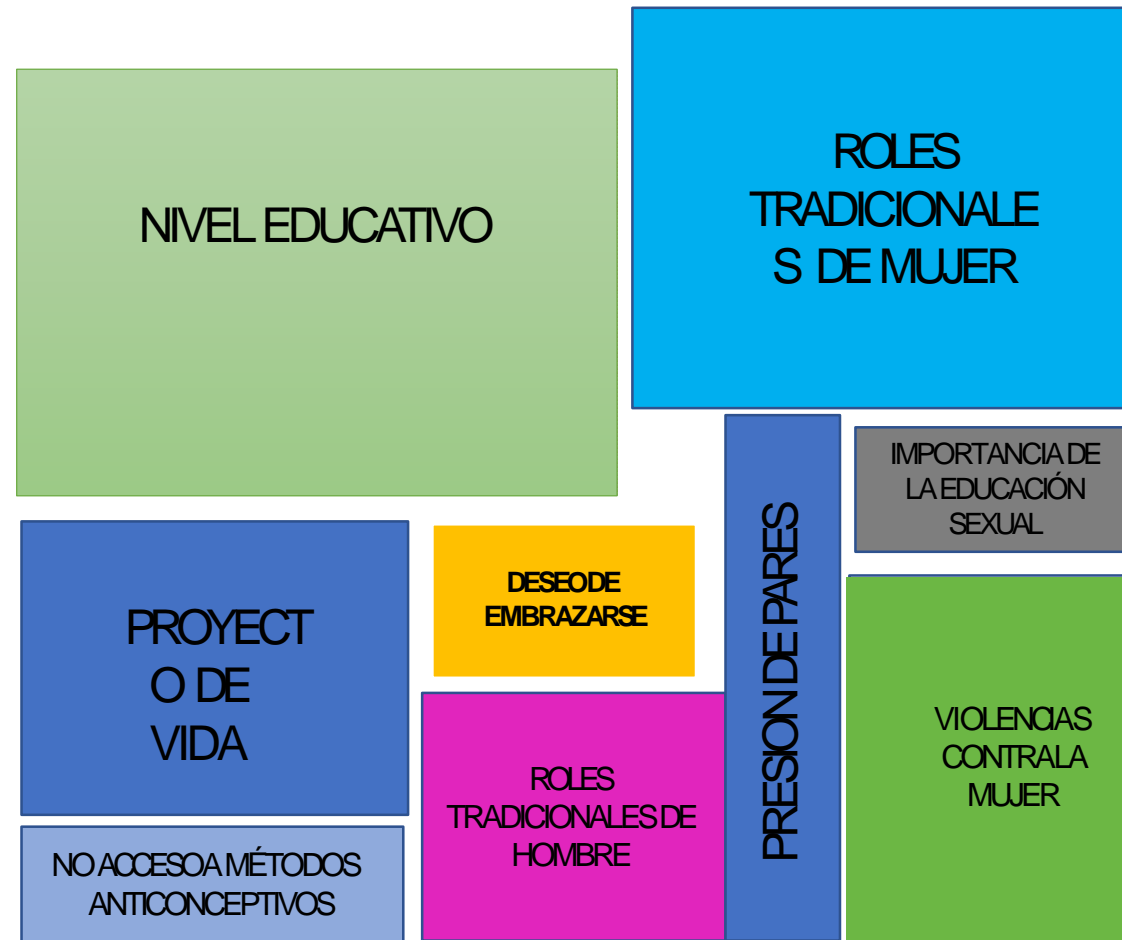 NIVEL EDUCATIVO
ROLES
TRADICIONALE
S DE MUJER
IMPORTANCIA DE
LA EDUCACIÓN
SEXUAL
PRESION DE PARES
DESEO DE
EMBRAZARSE
PROYECT
O DE
VIDA
VIOLENCIAS
CONTRA LA
MUJER
ROLES
TRADICIONALES DE
HOMBRE
NO ACCESO A MÉTODOS
ANTICONCEPTIVOS